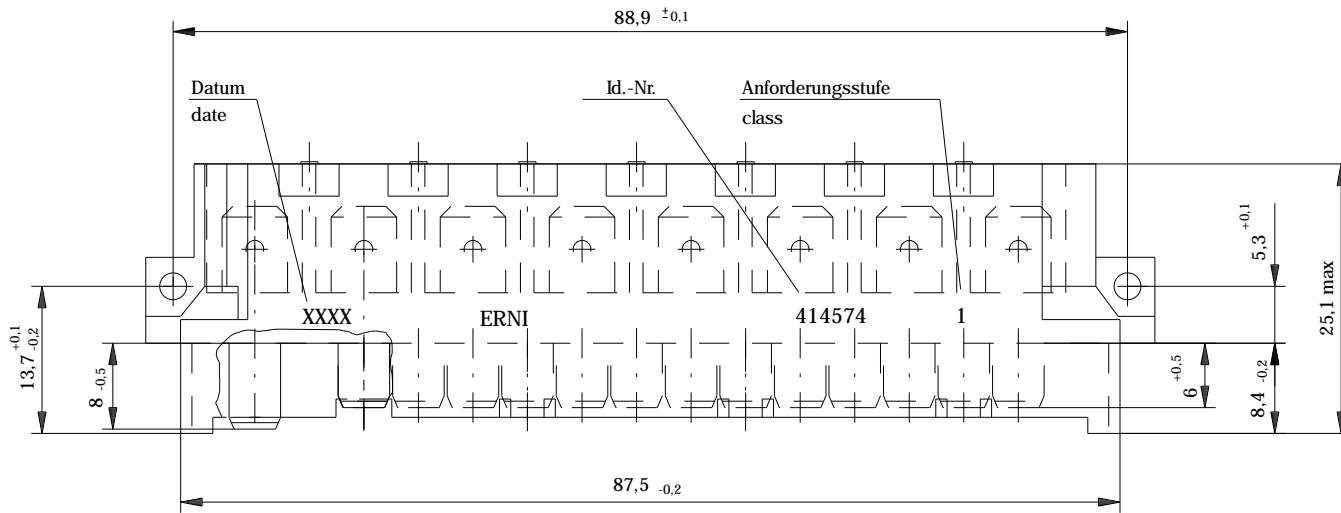 88,9 ±0,1
Datum
date
Id.-Nr.
Anforderungsstufe
class
5,3 +0,1
25,1 max
XXXX
ERNI
414574
1
13,7 +0,1 -0,2
8 -0,5
6 +0,5
8,4 -0,2
87,5 -0,2